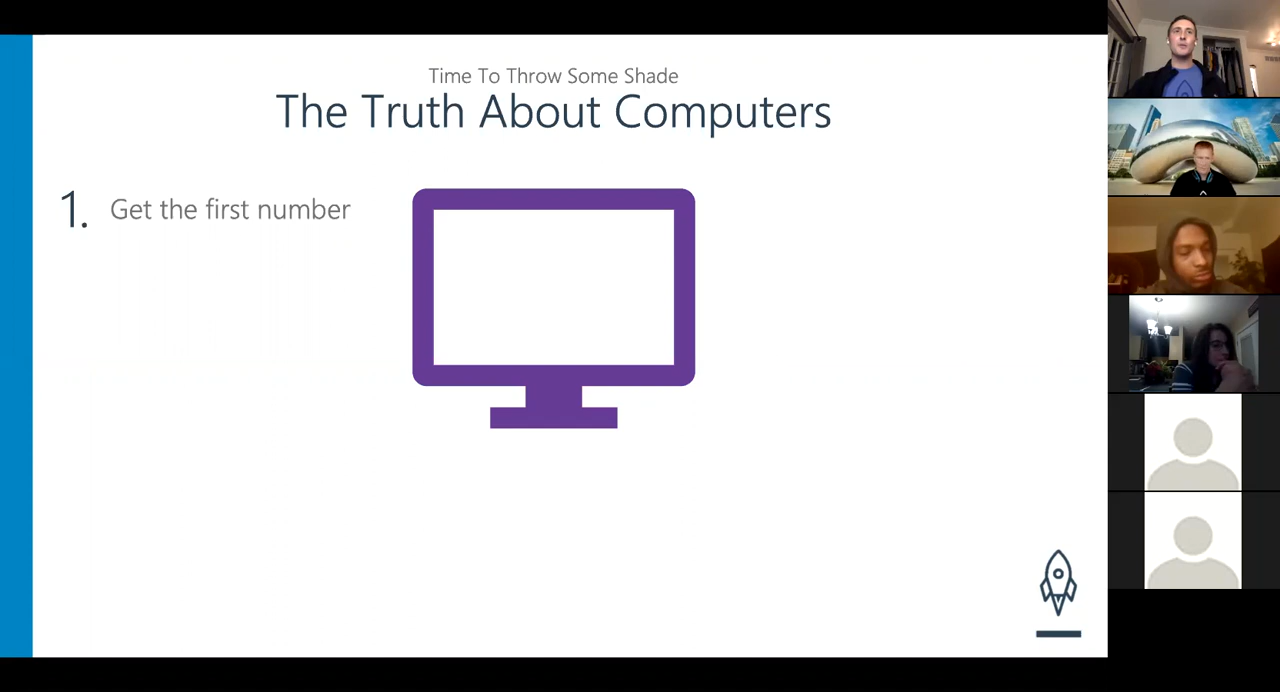 Time To Throw Some Shade
The Truth About Computers
1. Get the first number